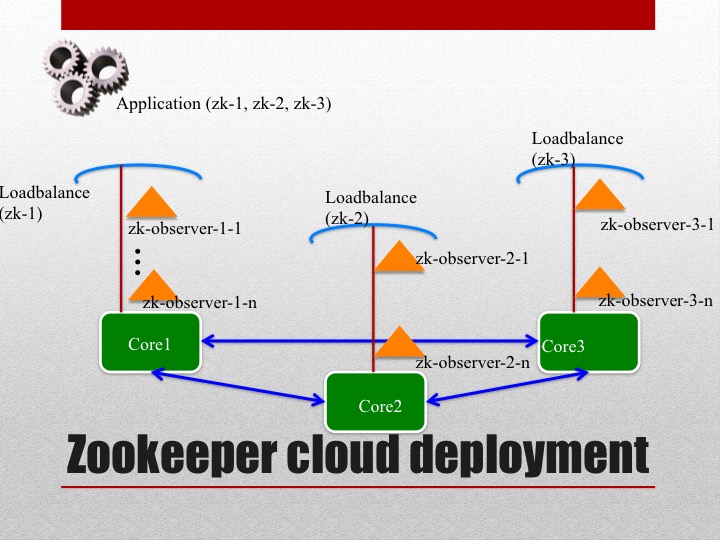 Application (zk-1, zk-2, zk-3)
Loadbalance
(zk-3)
Loadbalance
(zk-1)
Loadbalance
(zk-2)
zk-observer-1-1
zk-observer-3-1
zk-observer-2-1
zk-observer-1-n
zk-observer-3-n
Core1
Core3
zk-observer-2-n
Core2
Zookeeper cloud deployment